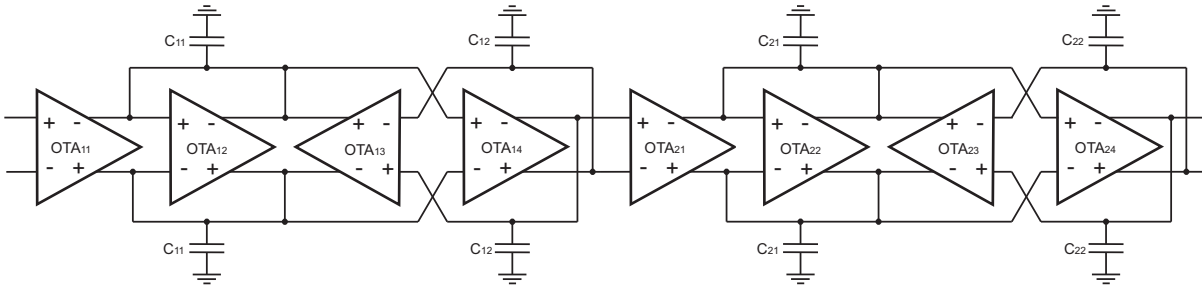 C11 C12 C21 C22
+ - + - + - + - + - + - + - + -
OTA11 OTA12 OTA13 OTA14 OTA21 OTA22 OTA23 OTA24
- + - + - + - + - + - + - + - +
C11 C12 C21 C22